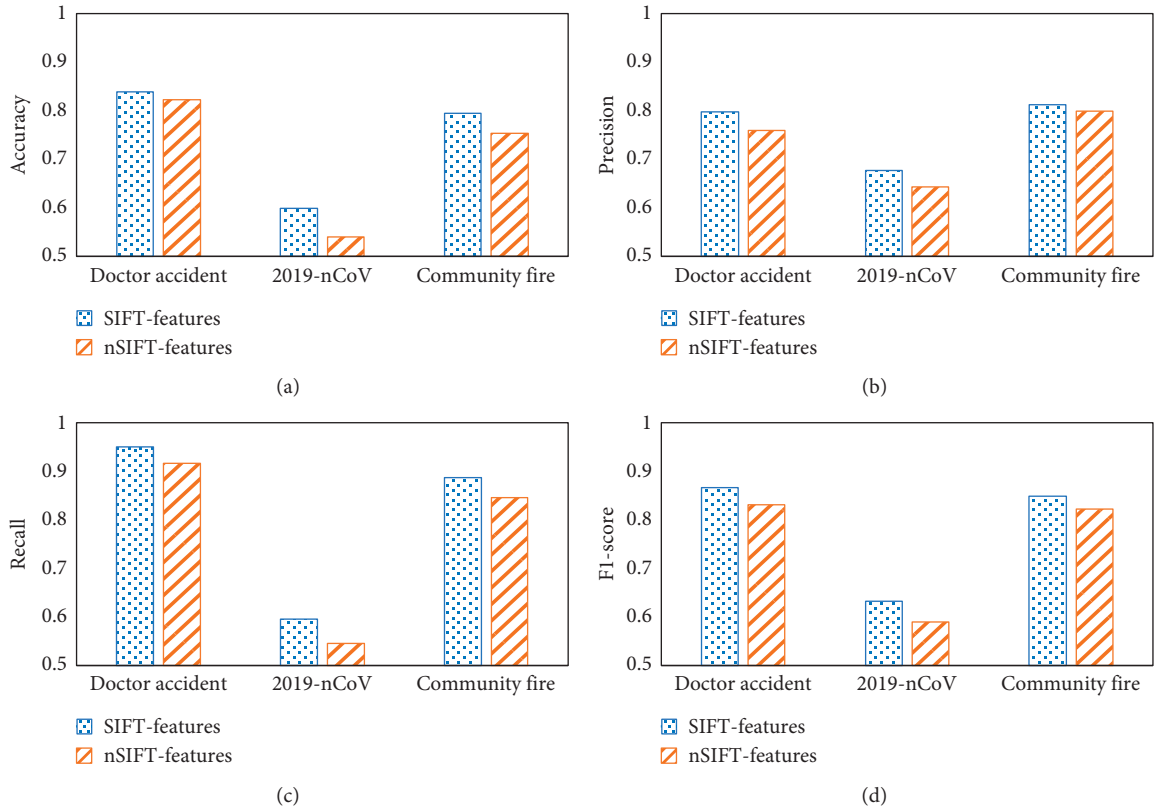 1
0.9
0.8
0.7
0.6
0.5
Accuracy
Doctor accident 2019-nCoV Community fire
SIFT-features
nSIFT-features
(a)
1
0.9
0.8
0.7
0.6
0.5
Precision
Doctor accident 2019-nCoV Community fire
SIFT-features
nSIFT-features
(b)
1
0.9
0.8
0.7
0.6
0.5
Recall
Doctor accident 2019-nCoV Community fire
SIFT-features
nSIFT-features
(c)
1
0.9
0.8
0.7
0.6
0.5
F1-score
Doctor accident 2019-nCoV Community fire
SIFT-features
nSIFT-features
(d)